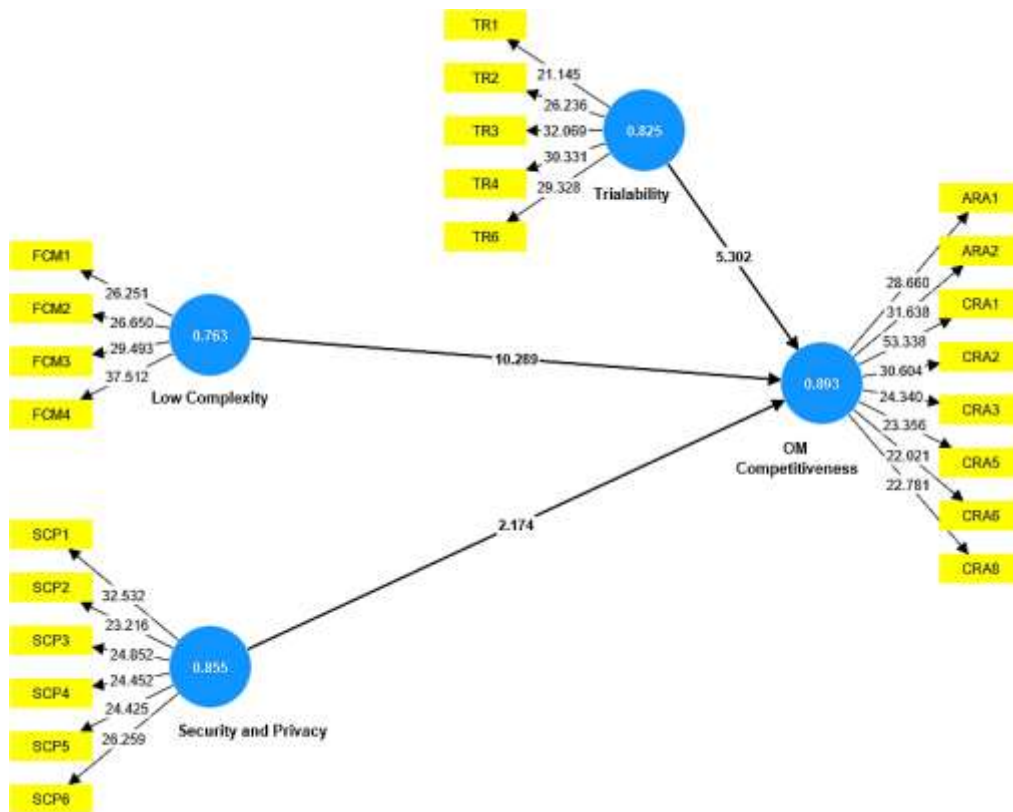 TR1
21.145
TR2
26.236
TR3
32.069
0.825
30.331
TR4
29.328
Trialability
TR6
ARA1
ARA2
28.660
31.638
CRA1
53.338
CRA2
30.604
0.893
24.340
CRA3
23.356
CRA5
22.021
22.781
CRA6
CRA8
OM
Competitiveness
5.302
FCM1
26.251
FCM2
26.650
0.763
FCM3
29.493
37.512
FCM4
Low Complexity
10.289
2.174
SCP1
32.532
SCP2
23.216
SCP3
24.852
0.855
24.452
SCP4
24.425
SCP5
26.259
SCP6
Security and Privacy